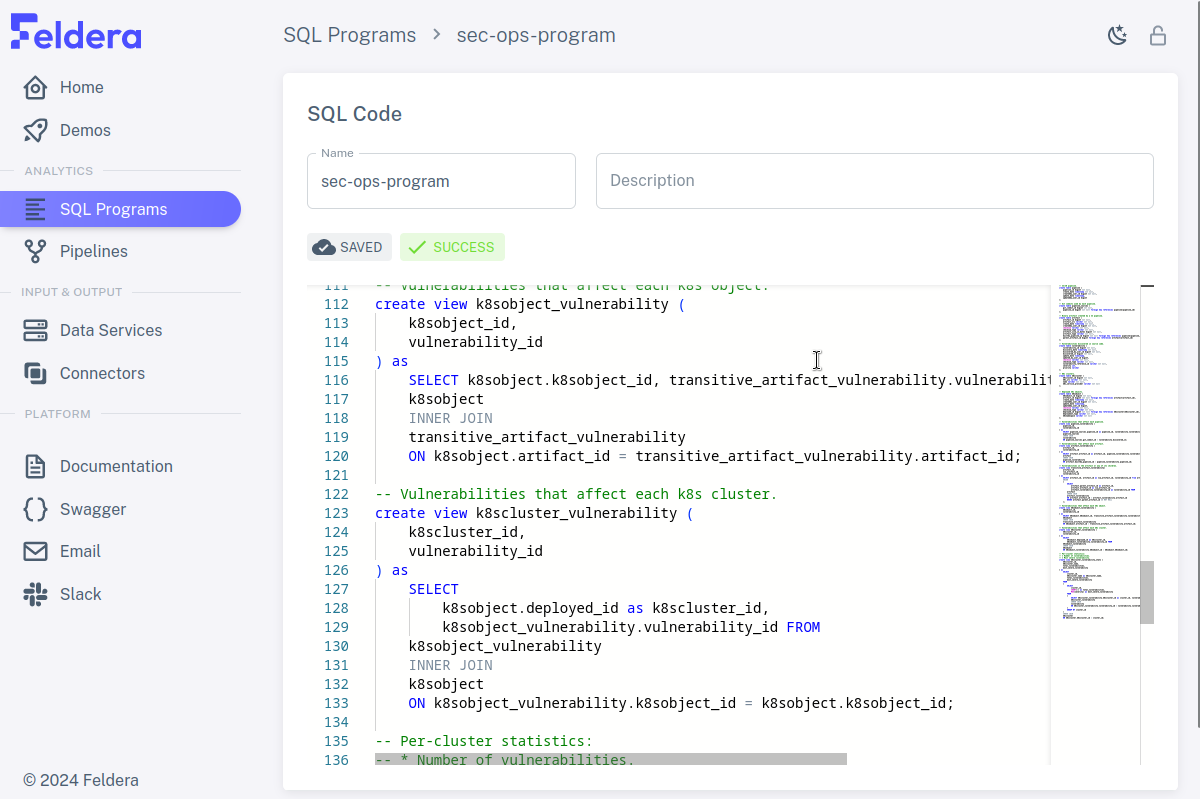 Feldera
SQL Programs > sec-ops-program
Home
Demos
ANALYTICS
SQL Programs
Pipelines
INPUT & OUTPUT
Data Services
Connectors
PLATFORM
Documentation
Swagger
Email
Slack
© 2024 Feldera
SQL Code
Name
sec-ops-program
Description
SAVED
SUCCESS
111 -- Vulnerabilities that affect each k8s object.
112 create view k8sobject_vulnerability (
113 k8sobject_id,
114 vulnerability_id
115 ) as
116 SELECT k8sobject.k8sobject_id, transitive_artifact_vulnerability.vulnerabilit
117 k8sobject
118 INNER JOIN
119 transitive_artifact_vulnerability
120 ON k8sobject.artifact_id = transitive_artifact_vulnerability.artifact_id;
121
122 -- Vulnerabilities that affect each k8s cluster.
123 create view k8scluster_vulnerability (
124 k8scluster_id,
125 vulnerability_id
126 ) as
127 SELECT
128 k8sobject.deployed_id as k8scluster_id,
129 k8sobject_vulnerability.vulnerability_id FROM
130 k8sobject_vulnerability
131 INNER JOIN
132 k8sobject
133 ON k8sobject_vulnerability.k8sobject_id = k8sobject.k8sobject_id;
134
135 -- Per-cluster statistics:
136 -- * Number of vulnerabilities.